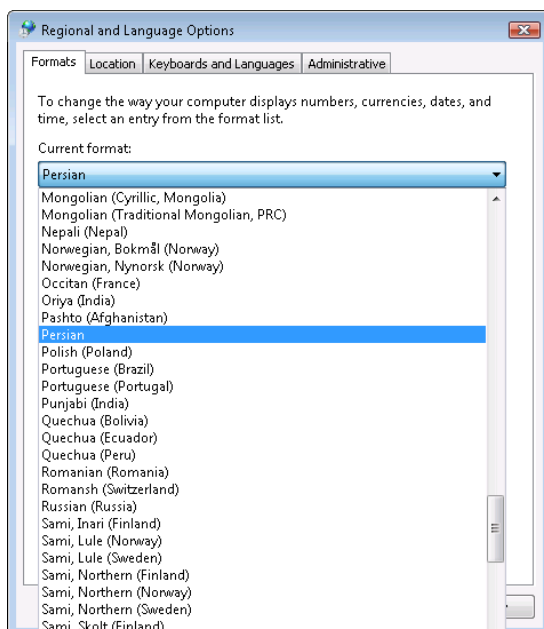 Regional and Language Options
Formats Location Keyboards and Languages Administrative
To change the way your computer displays numbers, currencies, dates, and
time, select an entry from the format list.
Current format:
Persian
Mongolian (Cyrillic, Mongolia)
Mongolian (Traditional Mongolian, PRC)
Nepali (Nepal)
Norwegian, Bokmål (Norway)
Norwegian, Nynorsk (Norway)
Occitan (France)
Oriya (India)
Pashto (Afghanistan)
Persian
Polish (Poland)
Portuguese (Brazil)
Portuguese (Portugal)
Punjabi (India)
Quechua (Bolivia)
Quechua (Ecuador)
Quechua (Peru)
Romanian (Romania)
Romansh (Switzerland)
Russian (Russia)
Sami, Inari (Finland)
Sami, Lule (Norway)
Sami, Lule (Sweden)
Sami, Northern (Finland)
Sami, Northern (Norway)
Sami, Northern (Sweden)
Sami, Skolt (Finland)